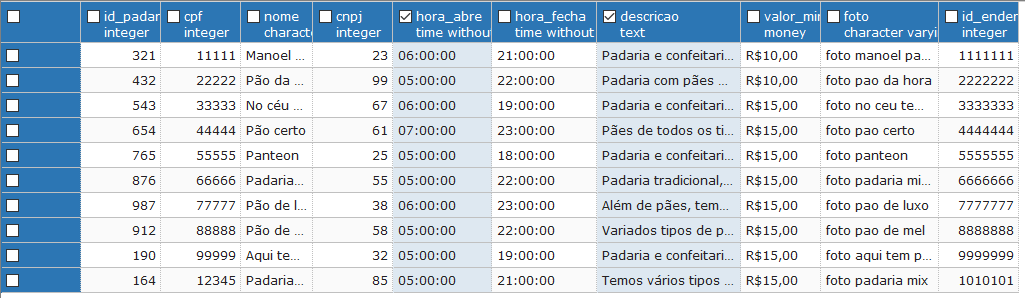 id_padar cpf nome cnpj hora_abre hora_fecha descricao valor_min foto id_ender
integer integer charact integer time without time without text money character varyi integer
321 11111 Manoel ... 23 06:00:00 21:00:00 Padaria e confeitari... R$10,00 foto manoel pa... 1111111
432 22222 Pão da ... 99 05:00:00 22:00:00 Padaria com pães ... R$10,00 foto pao da hora 2222222
543 33333 No céu ... 67 06:00:00 19:00:00 Padaria e confeitari... R$15,00 foto no ceu te... 3333333
654 44444 Pão certo 61 07:00:00 23:00:00 Pães de todos os ti... R$15,00 foto pao certo 4444444
765 55555 Panteon 25 05:00:00 18:00:00 Padaria e confeitari... R$15,00 foto panteon 5555555
876 66666 Padaria... 55 05:00:00 22:00:00 Padaria tradicional,... R$15,00 foto padaria mi... 6666666
987 77777 Pão de l... 38 06:00:00 23:00:00 Além de pães, tem... R$15,00 foto pao de luxo 7777777
912 88888 Pão de ... 58 05:00:00 22:00:00 Variados tipos de p... R$15,00 foto pao de mel 8888888
190 99999 Aqui te... 32 05:00:00 19:00:00 Padaria e confeitari... R$15,00 foto aqui tem p... 9999999
164 12345 Padaria... 85 05:00:00 21:00:00 Temos vários tipos ... R$15,00 foto padaria mix 1010101